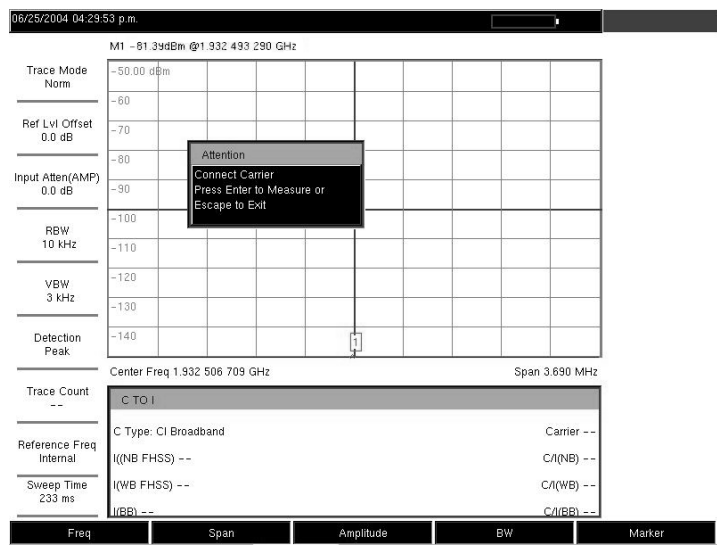 06/25/2004 04:29:53 p.m.
M1 -81.39dBm @1.932 493 290 GHz
Trace Mode
Norm
Ref Lvl Offset
0.0 dB
Input Atten(AMP)
0.0 dB
RBW
10 kHz
VBW
3 kHz
Detection
Peak
Trace Count
--
Reference Freq
Internal
Sweep Time
233 ms
-50.00 dBm
-60
-70
-80
-90
-100
-110
-120
-130
-140
Attention
Connect Carrier
Press Enter to Measure or
Escape to Exit
1
Center Freq 1.932 506 709 GHz
Span 3.690 MHz
C TO I
C Type: CI Broadband
Carrier --
I((NB FHSS) --
C/I(NB) --
I(WB FHSS) --
C/I(WB) --
I(BB) --
C/I(BB) --
Freq
Span
Amplitude
BW
Marker